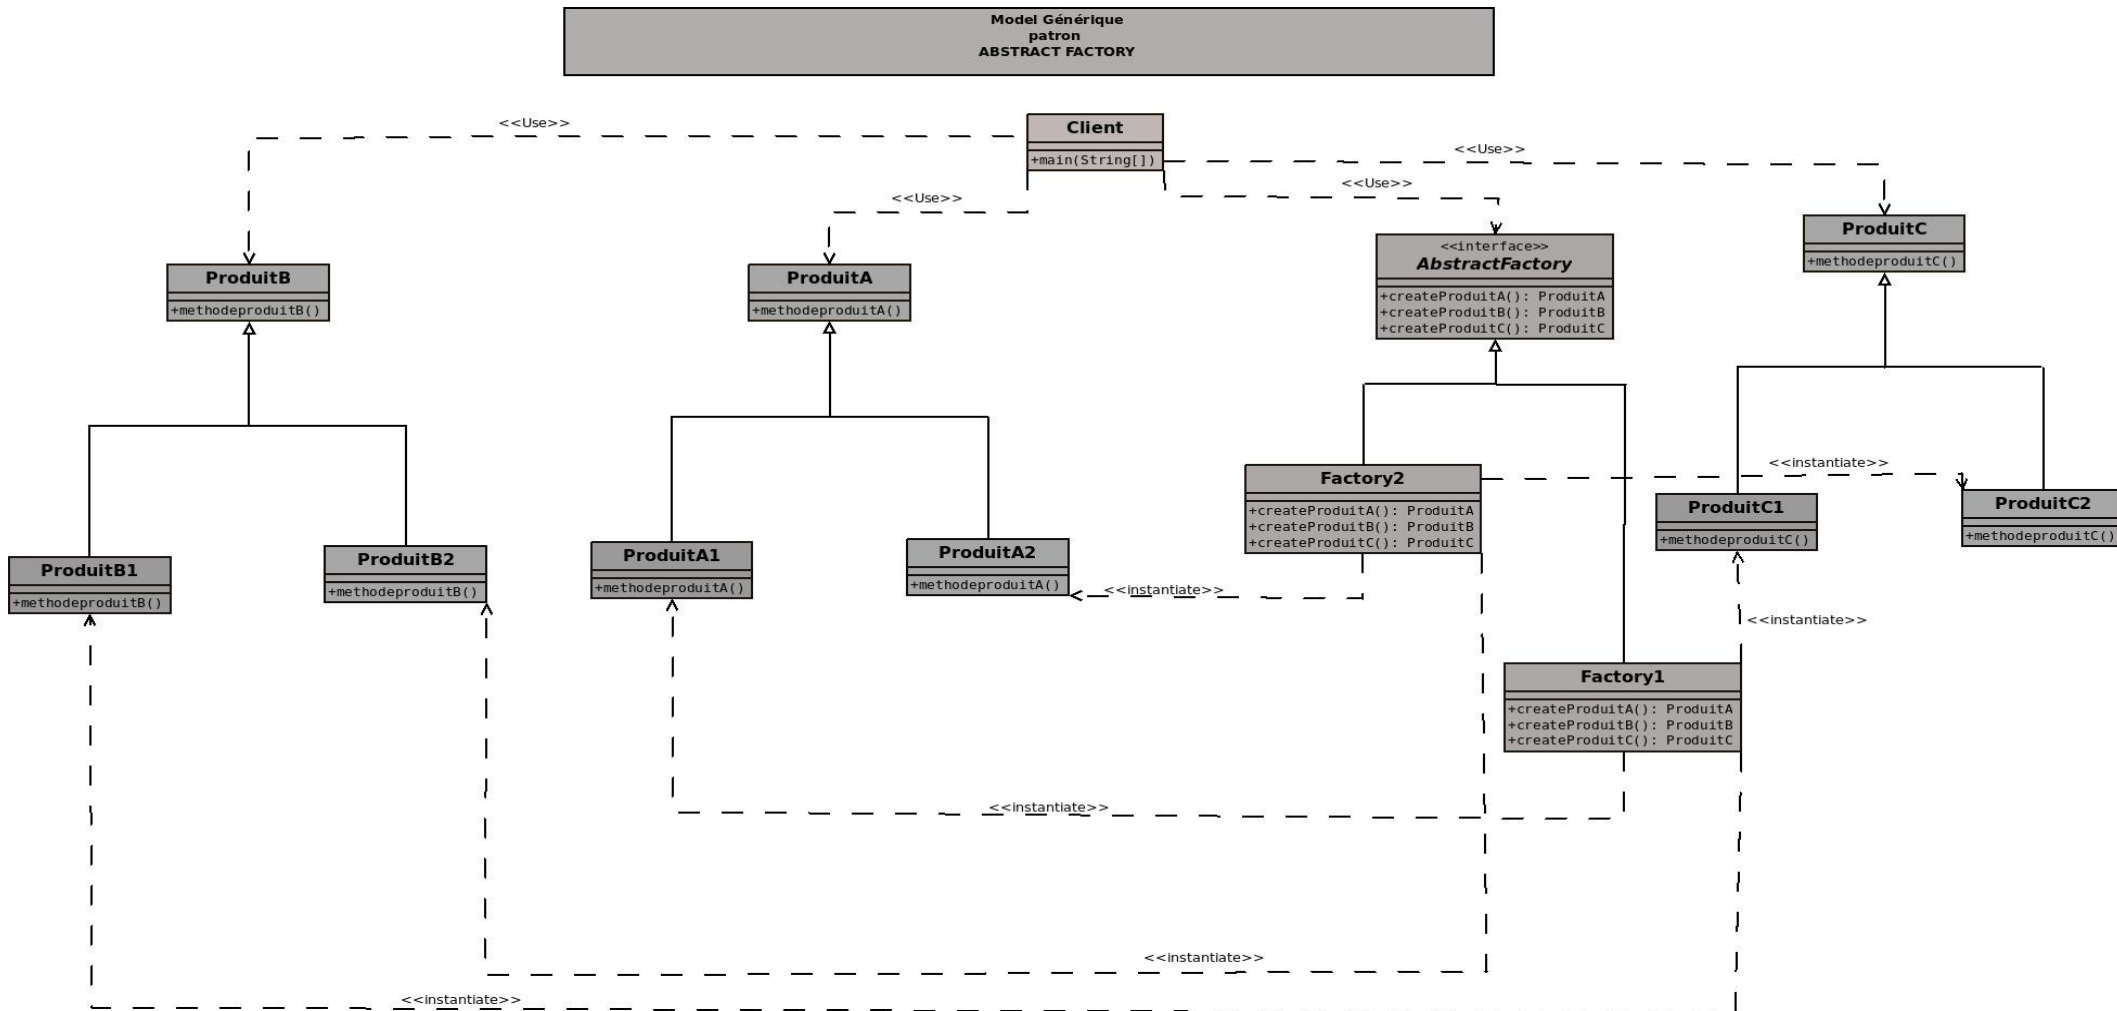 Model Générique
patron
ABSTRACT FACTORY
<<Use>>
Client
+main(String[])
<<Use>>
<<Use>>
<<Use>>
ProduitB
+methodeproduitB()
ProduitA
+methodeproduitA()
<<interface>>
AbstractFactory
+createProduitA(): ProduitA
+createProduitB(): ProduitB
+createProduitC(): ProduitC
ProduitC
+methodeproduitC()
ProduitB1
+methodeproduitB()
ProduitB2
+methodeproduitB()
ProduitA1
+methodeproduitA()
ProduitA2
+methodeproduitA()
<<instantiate>>
Factory2
+createProduitA(): ProduitA
+createProduitB(): ProduitB
+createProduitC(): ProduitC
<<instantiate>>
ProduitC1
+methodeproduitC()
ProduitC2
+methodeproduitC()
<<instantiate>>
Factory1
+createProduitA(): ProduitA
+createProduitB(): ProduitB
+createProduitC(): ProduitC
<<instantiate>>
<<instantiate>>
<<instantiate>>